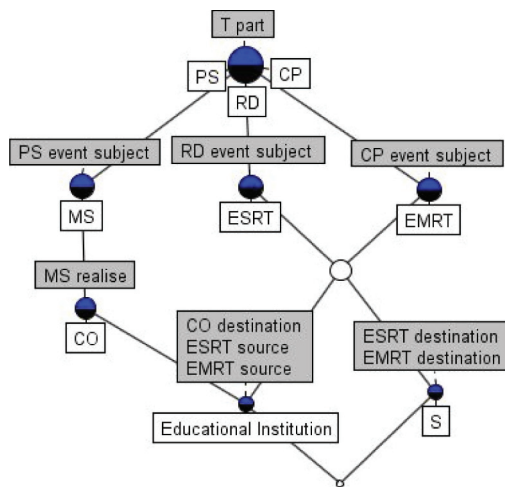 T part
PS
CP
RD
PS event subject
RD event subject
CP event subject
MS
ESRT
EMRT
MS realise
CO
CO destination
ESRT source
EMRT source
ESRT destination
EMRT destination
Educational Institution
S